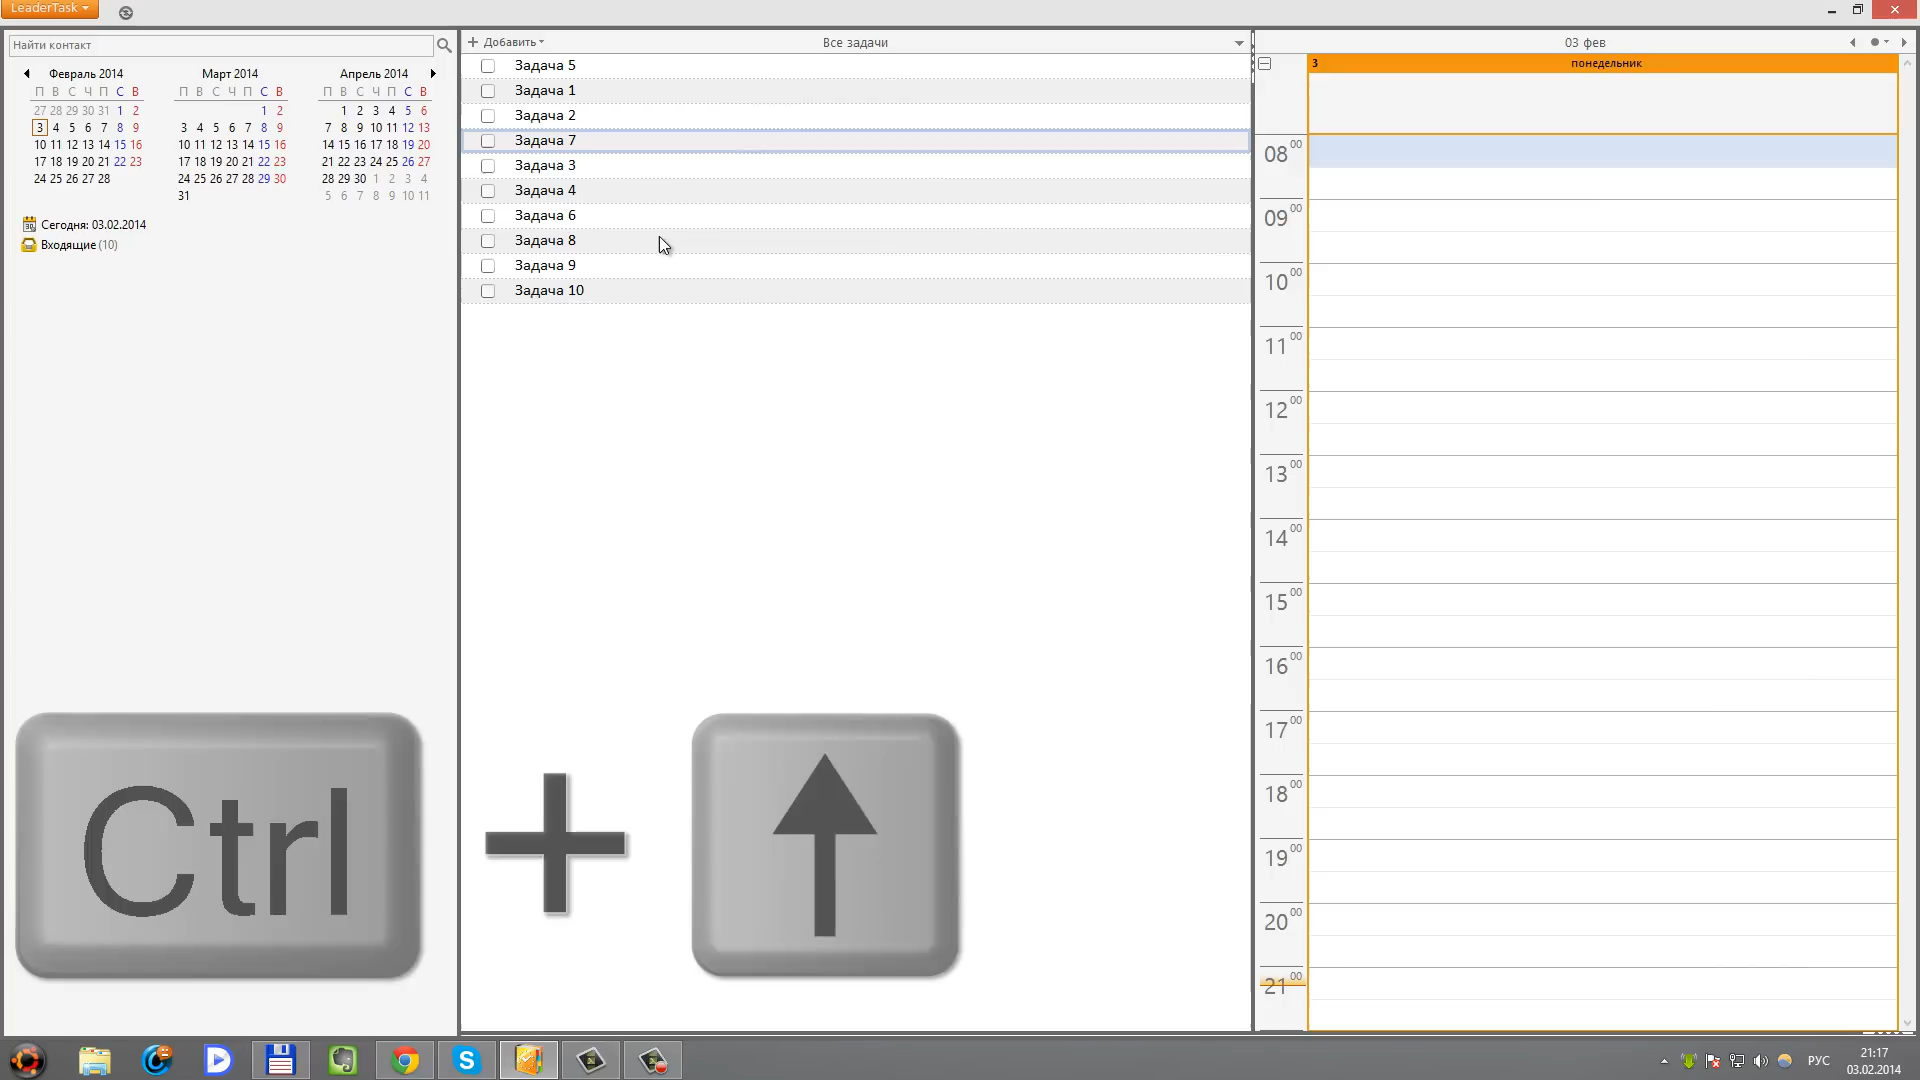 LeaderTask
Найти контакт
Февраль 2014
П В С Ч П С В
27 28 29 30 31 1 2
3 4 5 6 7 8 9
10 11 12 13 14 15 16
17 18 19 20 21 22 23
24 25 26 27 28
Март 2014
П В С Ч П С В
1 2
3 4 5 6 7 8 9
10 11 12 13 14 15 16
17 18 19 20 21 22 23
24 25 26 27 28 29 30
31
Апрель 2014
П В С Ч П С В
1 2 3 4 5 6
7 8 9 10 11 12 13
14 15 16 17 18 19 20
21 22 23 24 25 26 27
28 29 30 1 2 3 4
5 6 7 8 9 10 11
Сегодня: 03.02.2014
Входящие (10)
Добавить
Все задачи
Задача 5
Задача 1
Задача 2
Задача 7
Задача 3
Задача 4
Задача 6
Задача 8
Задача 9
Задача 10
Ctrl
03 фев
3 понедельник
08 00
09 00
10 00
11 00
12 00
13 00
14 00
15 00
16 00
17 00
18 00
19 00
20 00
21 00
РУС
21:17
03.02.2014